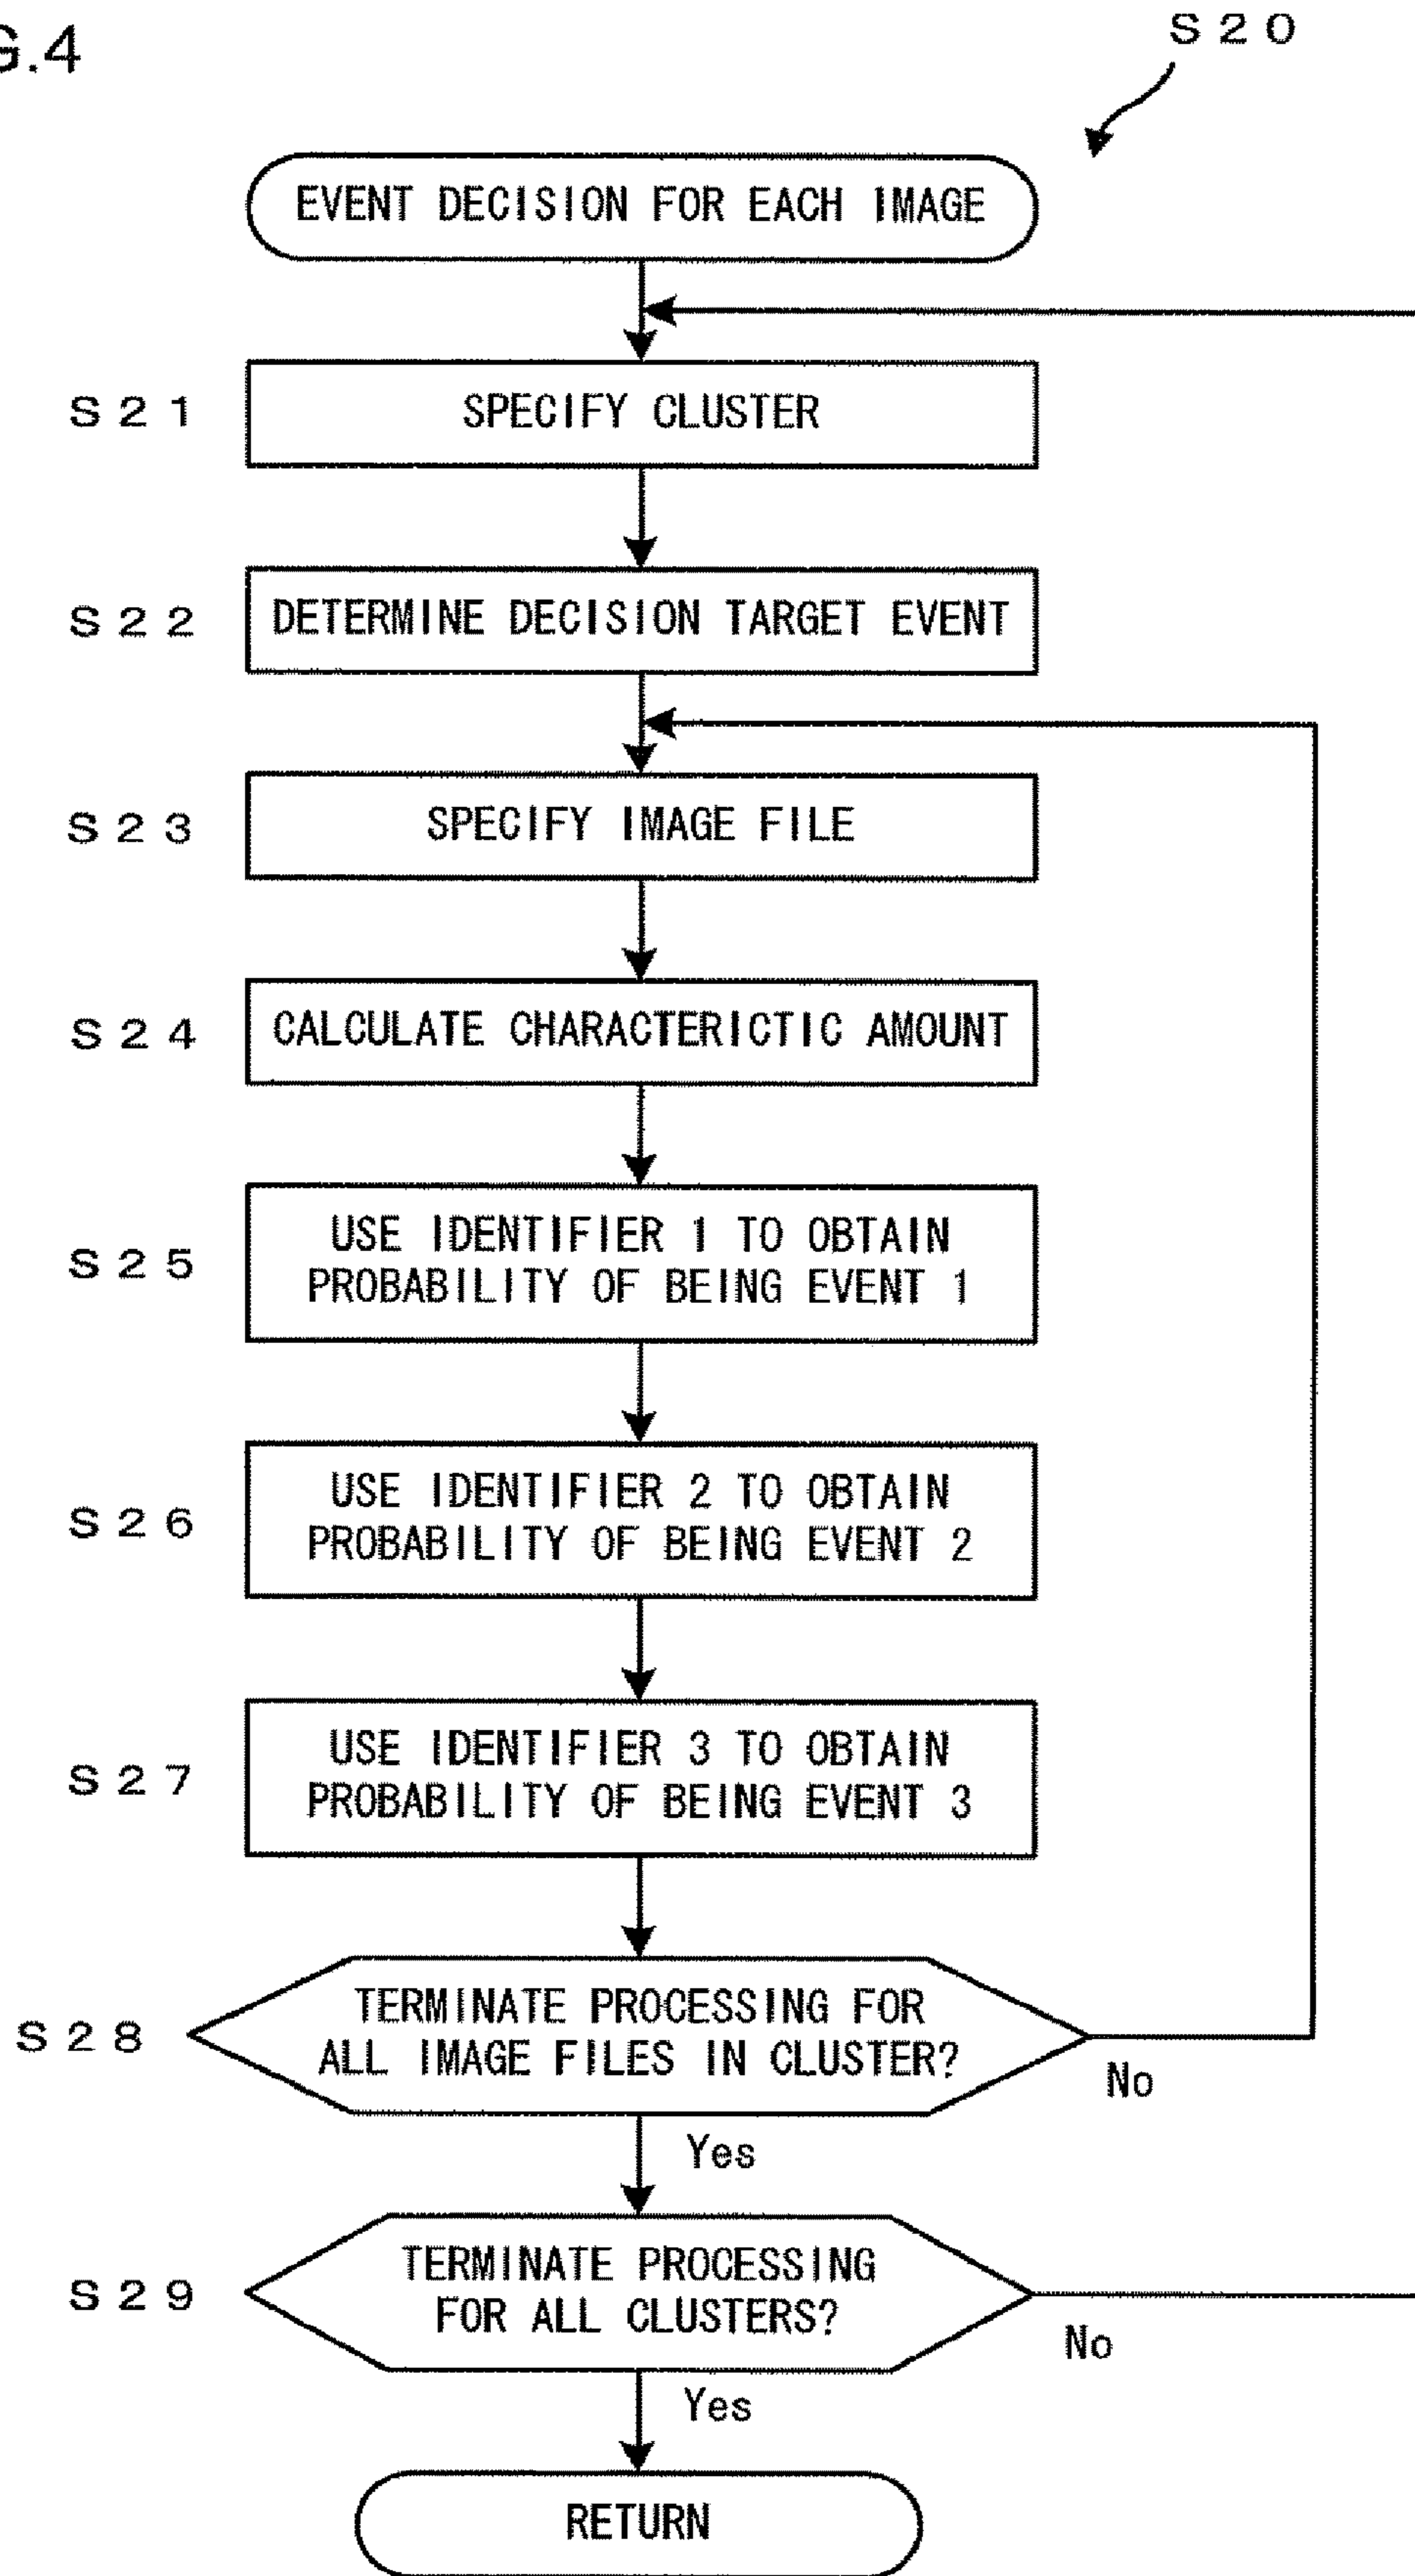 G.4
S20
EVENT DECISION FOR EACH IMAGE
S21
SPECIFY CLUSTER
S22
DETERMINE DECISION TARGET EVENT
S23
SPECIFY IMAGE FILE
S24
CALCULATE CHARACTERICTIC AMOUNT
S25
USE IDENTIFIER 1 TO OBTAIN
PROBABILITY OF BEING EVENT 1
S26
USE IDENTIFIER 2 TO OBTAIN
PROBABILITY OF BEING EVENT 2
S27
USE IDENTIFIER 3 TO OBTAIN
PROBABILITY OF BEING EVENT 3
S28
TERMINATE PROCESSING FOR
ALL IMAGE FILES IN CLUSTER?
No
Yes
S29
TERMINATE PROCESSING
FOR ALL CLUSTERS?
No
Yes
RETURN